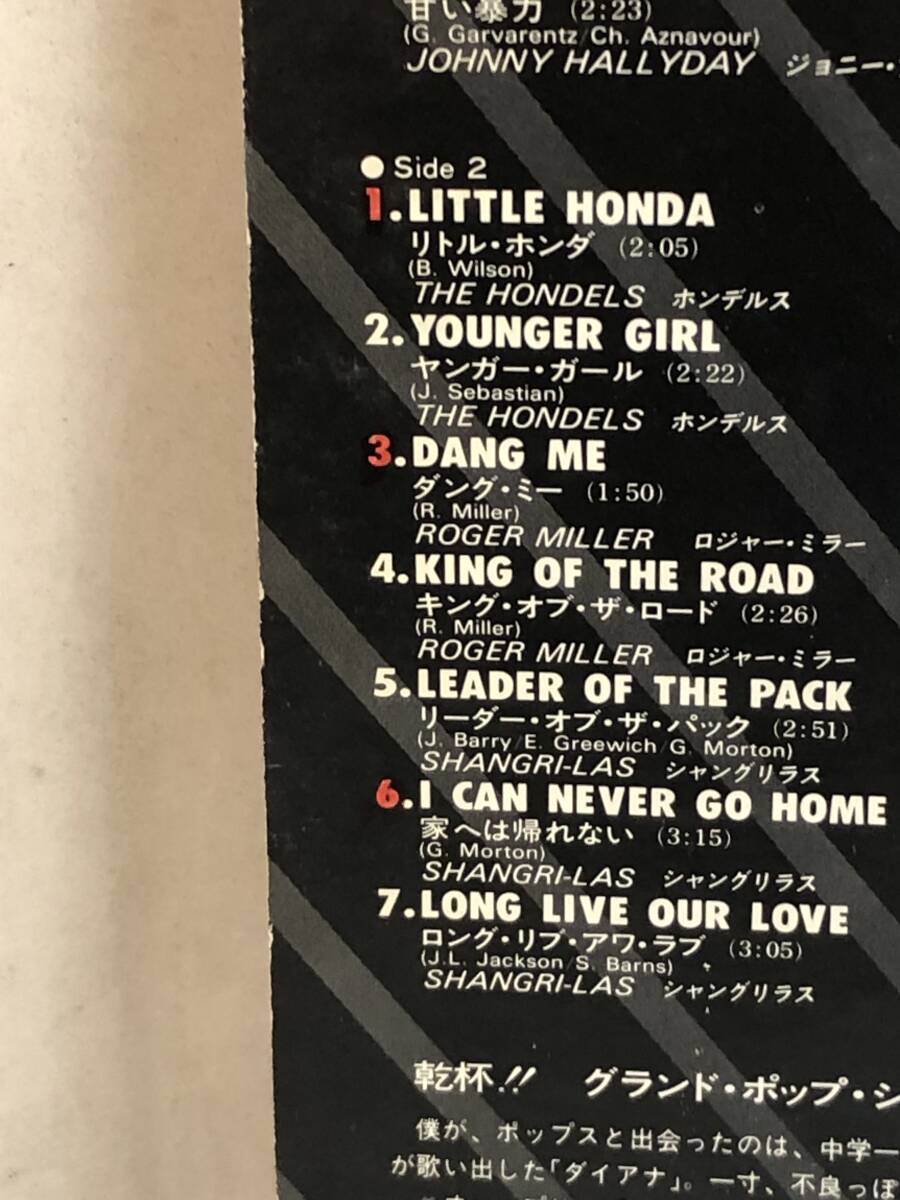 甘い暴力 (2:23)
(G. Garvarentz/Ch. Aznavour)
JOHNNY HALLYDAY ジョニー・
● Side 2
1. LITTLE HONDA
リトル・ホンダ (2:05)
(B. Wilson)
THE HONDELS ホンデルス
2. YOUNGER GIRL
ヤンガー・ガール (2:22)
(J. Sebastian)
THE HONDELS ホンデルス
3. DANG ME
ダング・ミー (1:50)
(R. Miller)
ROGER MILLER ロジャー・ミラー
4. KING OF THE ROAD
キング・オブ・ザ・ロード (2:26)
(R. Miller)
ROGER MILLER ロジャー・ミラー
5. LEADER OF THE PACK
リーダー・オブ・ザ・パック (2:51)
(J. Barry/E. Greewich/G. Morton)
SHANGRI-LAS シャングリラス
6. I CAN NEVER GO HOME
家へは帰れない (3:15)
(G. Morton)
SHANGRI-LAS シャングリラス
7. LONG LIVE OUR LOVE
ロング・リブ・アワ・ラブ (3:05)
(J.L. Jackson/S. Barns)
SHANGRI-LAS シャングリラス
乾杯!! グランド・ポップ・シ
僕が、ポップスと出会ったのは、中学一
が歌い出した「ダイアナ」。一寸、不良っぽ